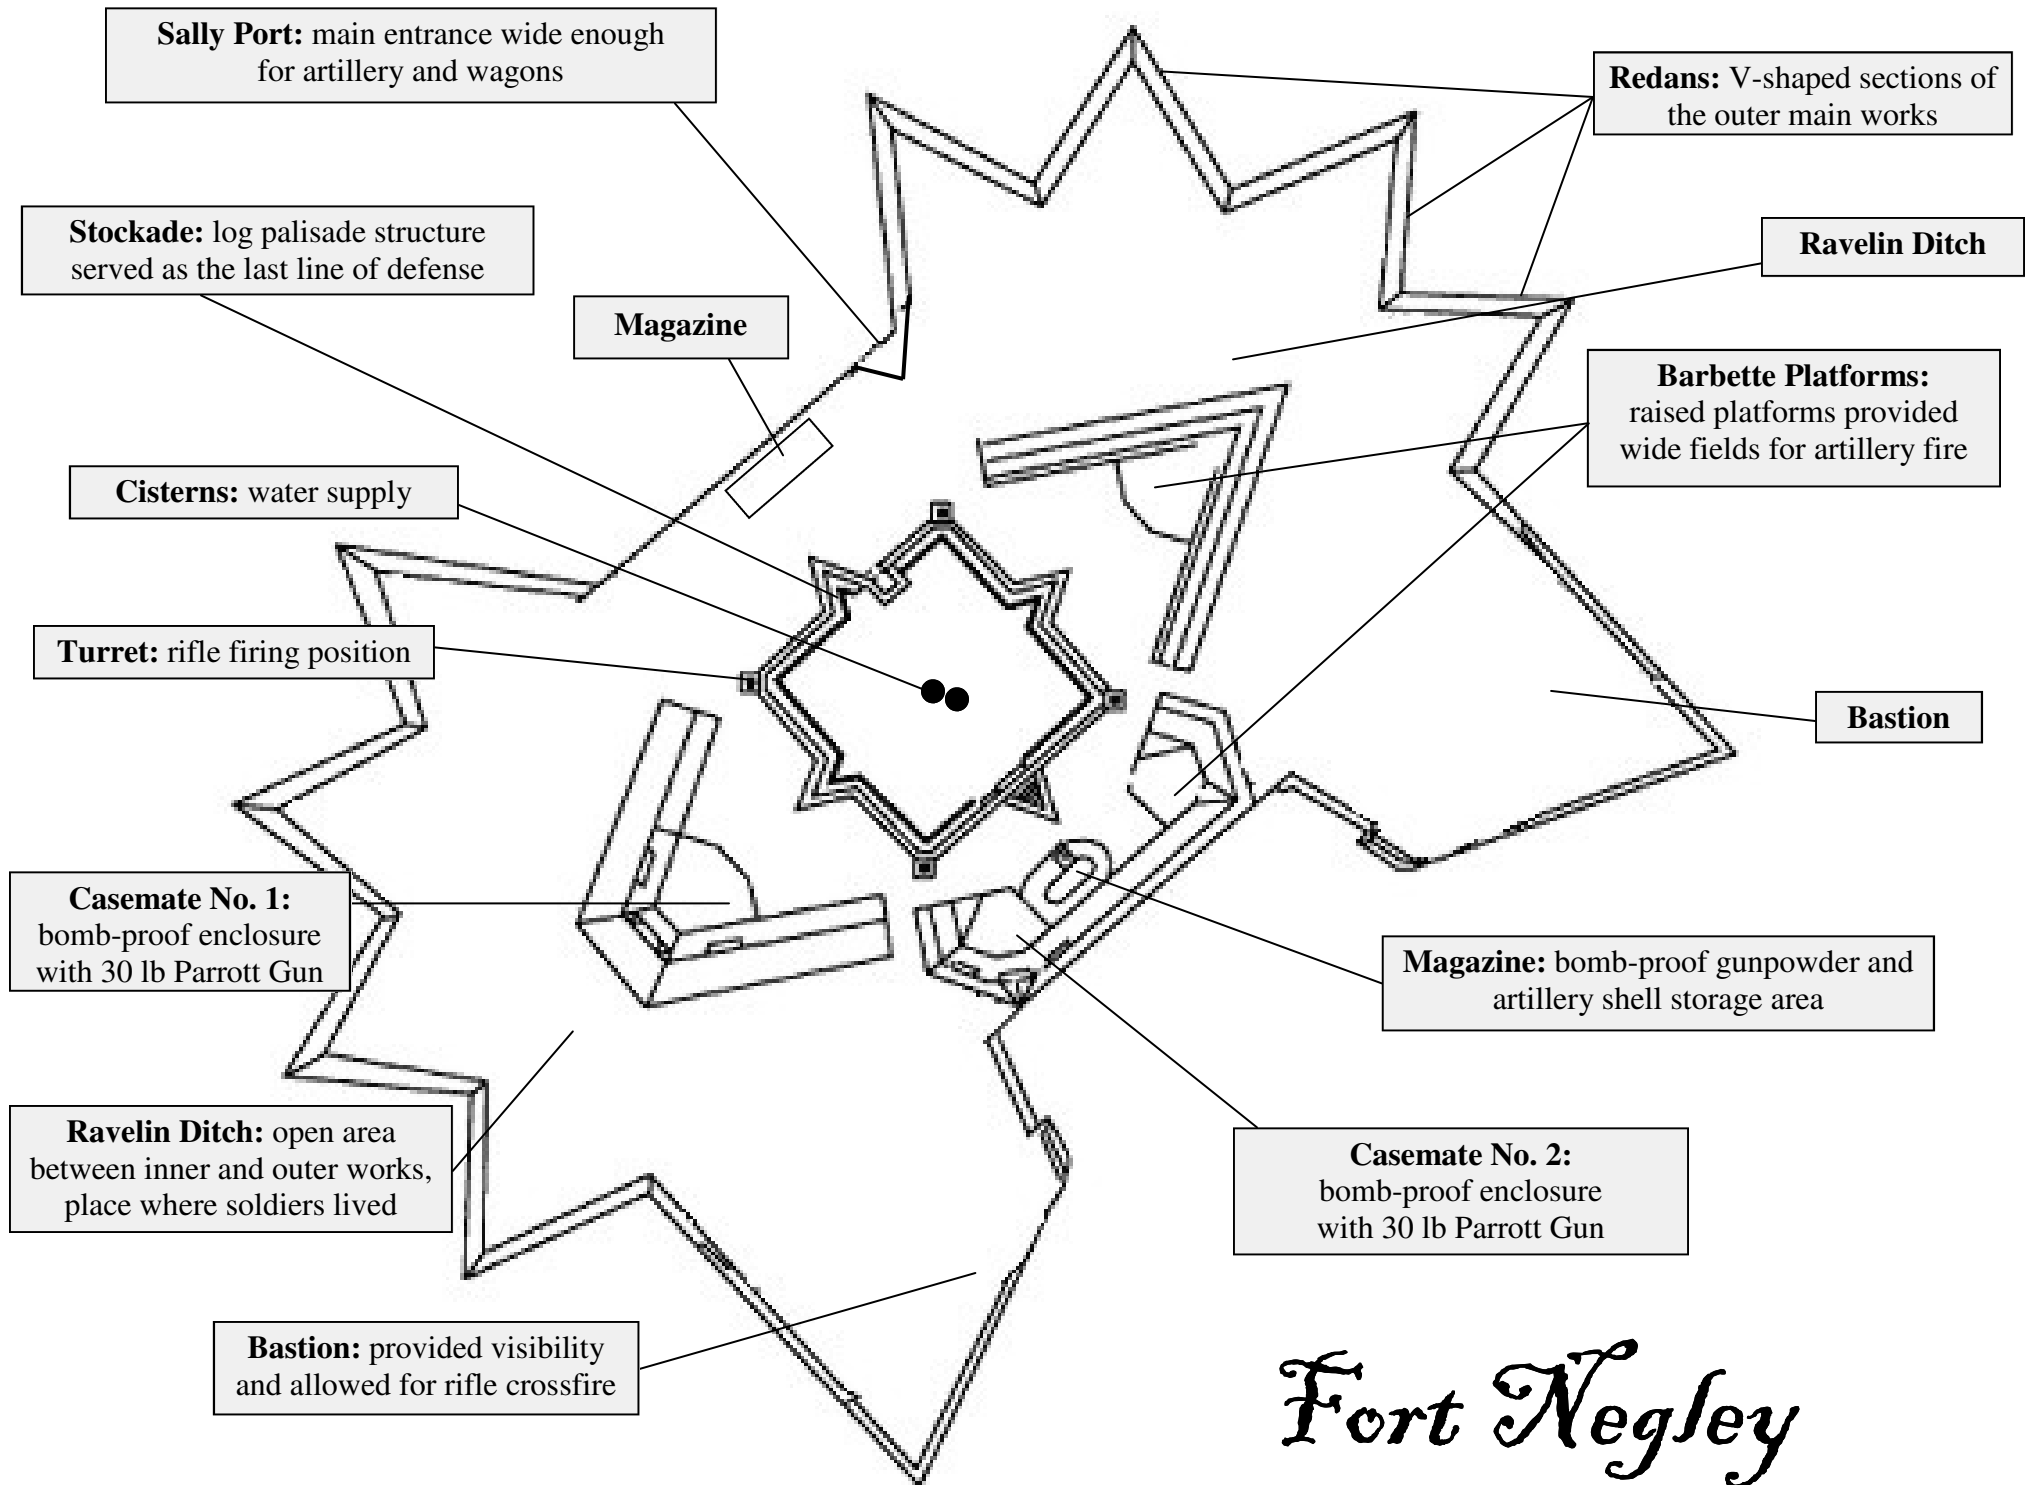 Sally Port: main entrance wide enough
for artillery and wagons
Redans: V-shaped sections of
the outer main works
Stockade: log palisade structure
served as the last line of defense
Ravelin Ditch
Magazine
Barbette Platforms:
raised platforms provided
wide fields for artillery fire
Cisterns: water supply
Turret: rifle firing position
Bastion
Casemate No. 1:
bomb-proof enclosure
with 30 lb Parrott Gun
Magazine: bomb-proof gunpowder and
artillery shell storage area
Ravelin Ditch: open area
between inner and outer works,
place where soldiers lived
Casemate No. 2:
bomb-proof enclosure
with 30 lb Parrott Gun
Bastion: provided visibility
and allowed for rifle crossfire
Fort Negley